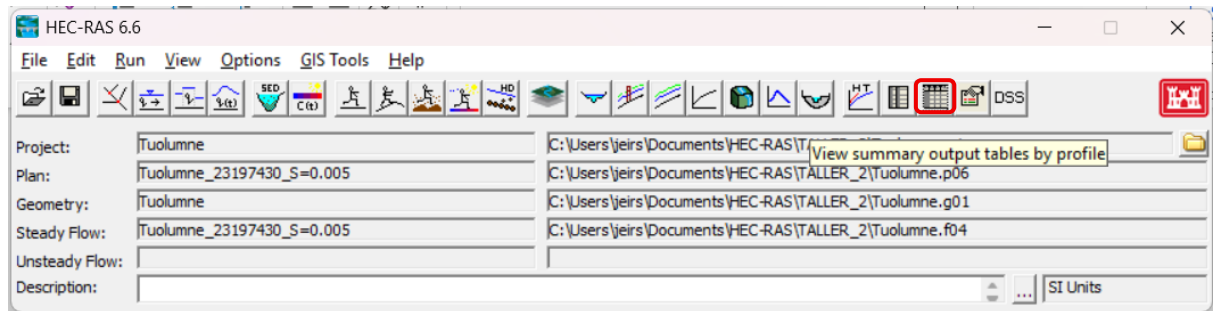 HEC-RAS 6.6
File Edit Run View Options GIS Tools Help
SED C(t) HD HT DSS
Project: Tuolumne C:\Users\jeirs\Documents\HEC-RAS\
View summary output tables by profile
Plan: Tuolumne_23197430_S=0.005 C:\Users\jeirs\Documents\HEC-RAS\TALLER_2\Tuolumne.p06
Geometry: Tuolumne C:\Users\jeirs\Documents\HEC-RAS\TALLER_2\Tuolumne.g01
Steady Flow: Tuolumne_23197430_S=0.005 C:\Users\jeirs\Documents\HEC-RAS\TALLER_2\Tuolumne.f04
Unsteady Flow:
Description: ... SI Units